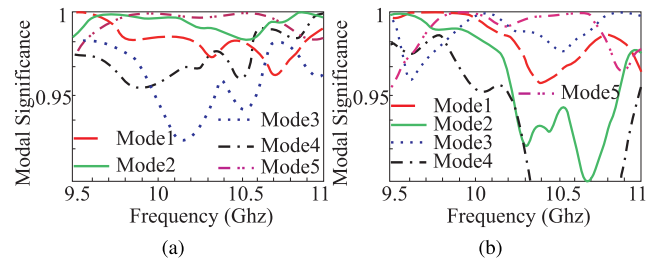 Modal Significance
1
0.95
Mode1
Mode2
Mode3
Mode4
Mode5
9.5 10 10.5 11
Frequency (Ghz)
(a)
Modal Significance
1
0.95
Mode5
Mode1
Mode2
Mode3
Mode4
9.5 10 10.5 11
Frequency (Ghz)
(b)